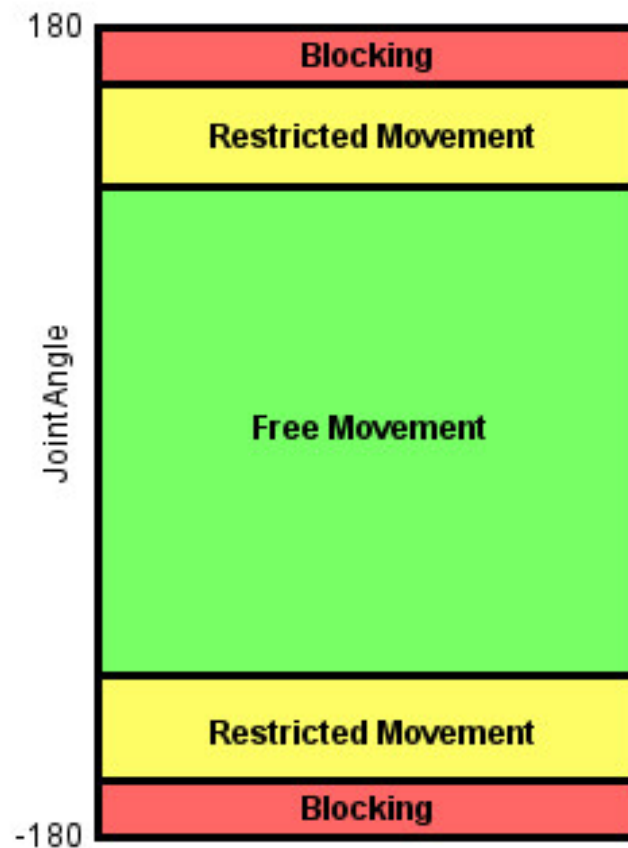 180
Blocking
Restricted Movement
Joint Angle
Free Movement
Restricted Movement
Blocking
-180